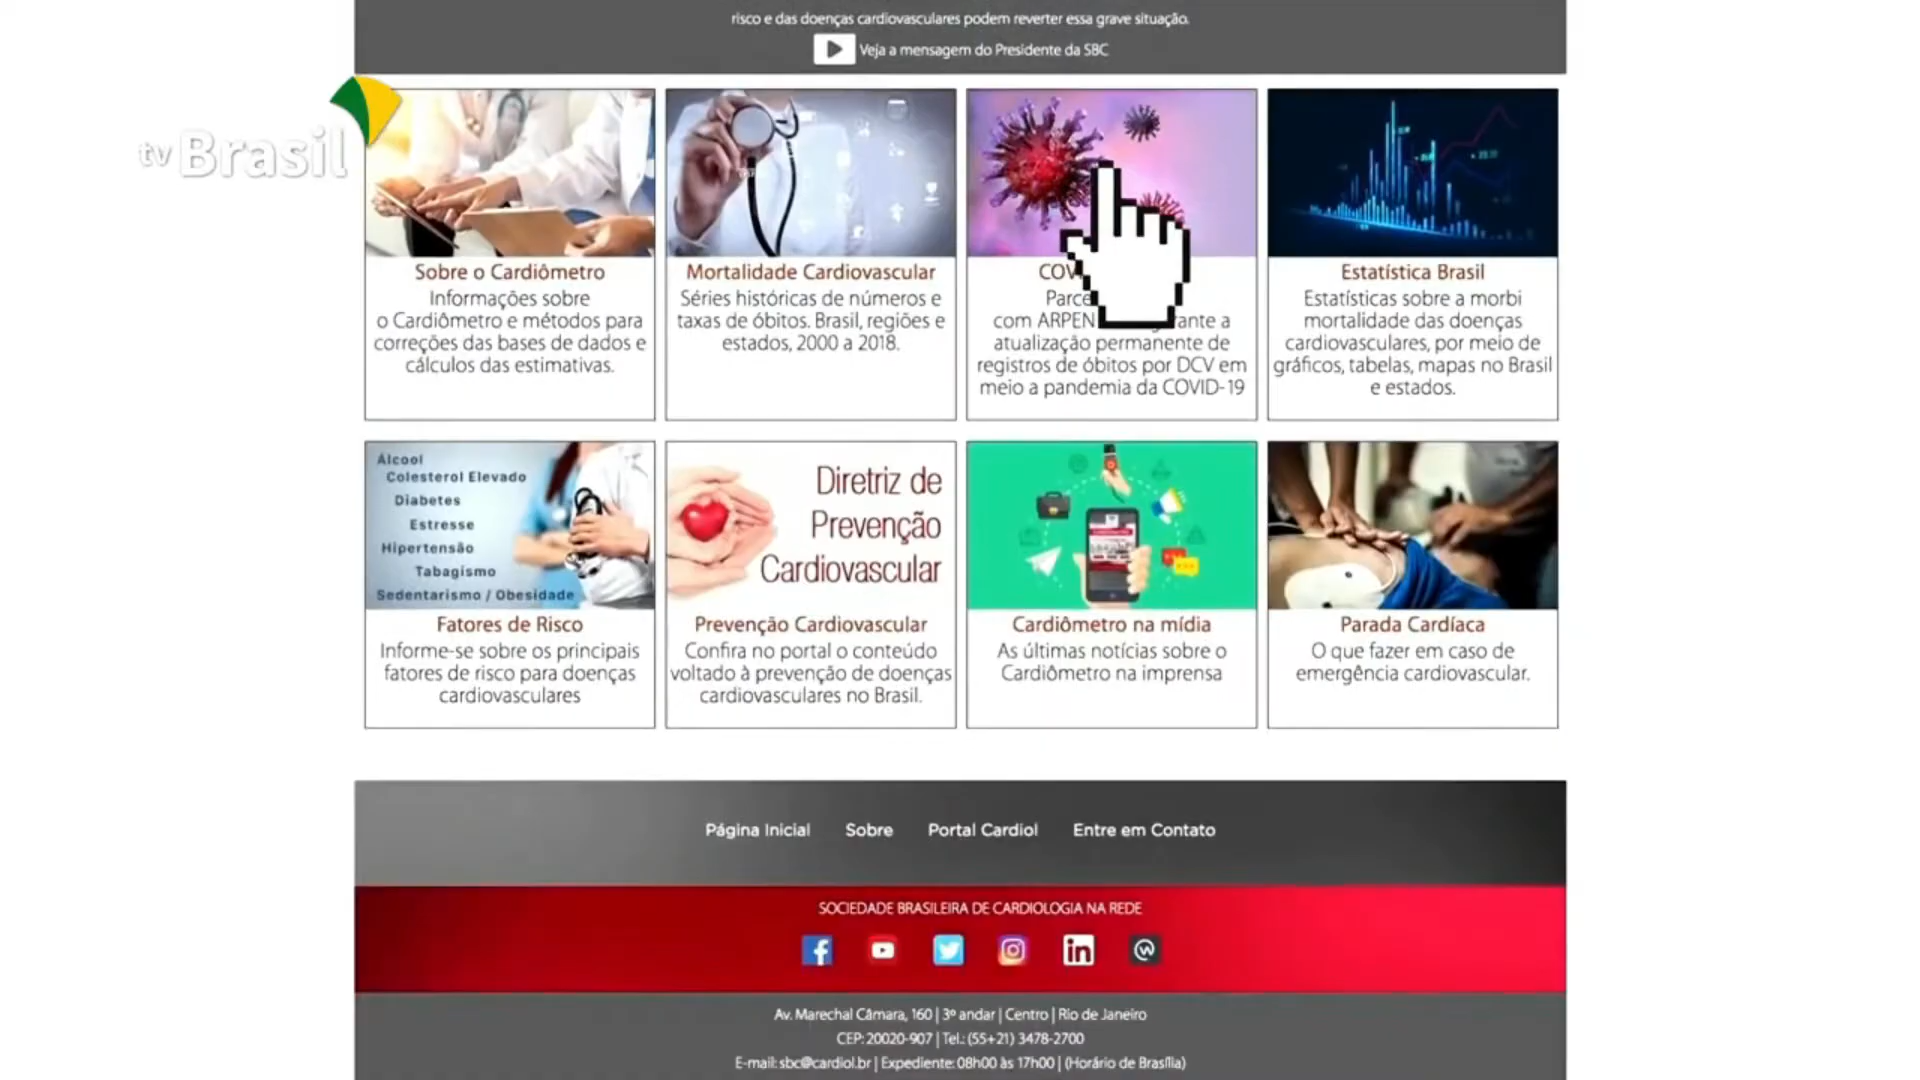 risco e das doenças cardiovasculares podem reverter essa grave situação.
Veja a mensagem do Presidente da SBC
tv Brasil
Sobre o Cardiômetro
Informações sobre
o Cardiômetro e métodos para
correções das bases de dados e
cálculos das estimativas.
Mortalidade Cardiovascular
Séries históricas de números e
taxas de óbitos. Brasil, regiões e
estados, 2000 a 2018.
com ARPEN
atualização permanente de
registros de óbitos por DCV em
meio a pandemia da COVID-19
Estatística Brasil
Estatísticas sobre a morbi
mortalidade das doenças
cardiovasculares, por meio de
gráficos, tabelas, mapas no Brasil
e estados.
Álcool
Colesterol Elevado
Diabetes
Estresse
Hipertensão
Tabagismo
Sedentarismo / Obesidade
Fatores de Risco
Informe-se sobre os principais
fatores de risco para doenças
cardiovasculares
Diretriz de
Prevenção
Cardiovascular
Prevenção Cardiovascular
Confira no portal o conteúdo
voltado à prevenção de doenças
cardiovasculares no Brasil.
Cardiômetro na mídia
As últimas notícias sobre o
Cardiômetro na imprensa
Parada Cardíaca
O que fazer em caso de
emergência cardiovascular.
Página Inicial Sobre Portal Cardiol Entre em Contato
SOCIEDADE BRASILEIRA DE CARDIOLOGIA NA REDE
Av. Marechal Câmara, 160 | 3º andar | Centro | Rio de Janeiro
CEP: 20020-907 | Tel.: (55+21) 3478-2700
E-mail: sbc@cardiol.br | Expediente: 08h00 às 17h00 | (Horário de Brasília)